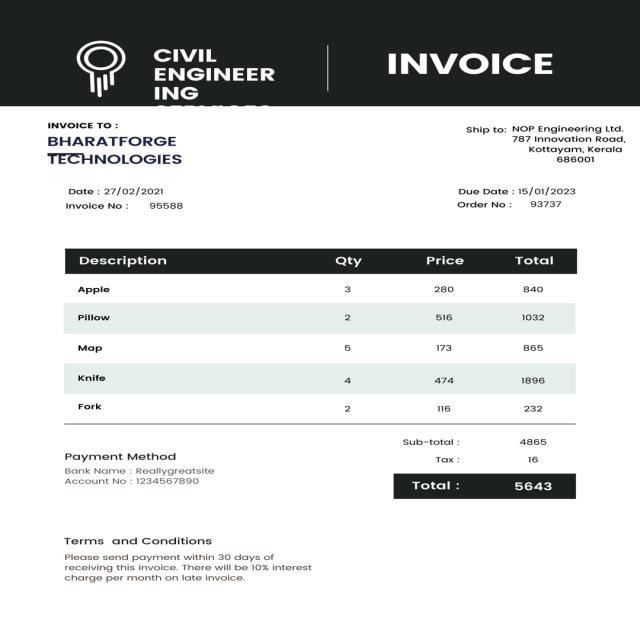 CIVIL
ENGINEER
ING
SERVICES
INVOICE
INVOICE TO :
BHARATFORGE
TECHNOLOGIES
Ship to: NOP Engineering Ltd.
787 Innovation Road,
Kottayam, Kerala
686001
Date : 27/02/2021
Invoice No : 95588
Due Date : 15/01/2023
Order No : 93737
Description Qty Price Total
Apple 3 280 840
Pillow 2 516 1032
Map 5 173 865
Knife 4 474 1896
Fork 2 116 232
Sub-total : 4865
Tax : 16
Total : 5643
Payment Method
Bank Name : Reallygreatsite
Account No : 1234567890
Terms and Conditions
Please send payment within 30 days of
receiving this invoice. There will be 10% interest
charge per month on late invoice.